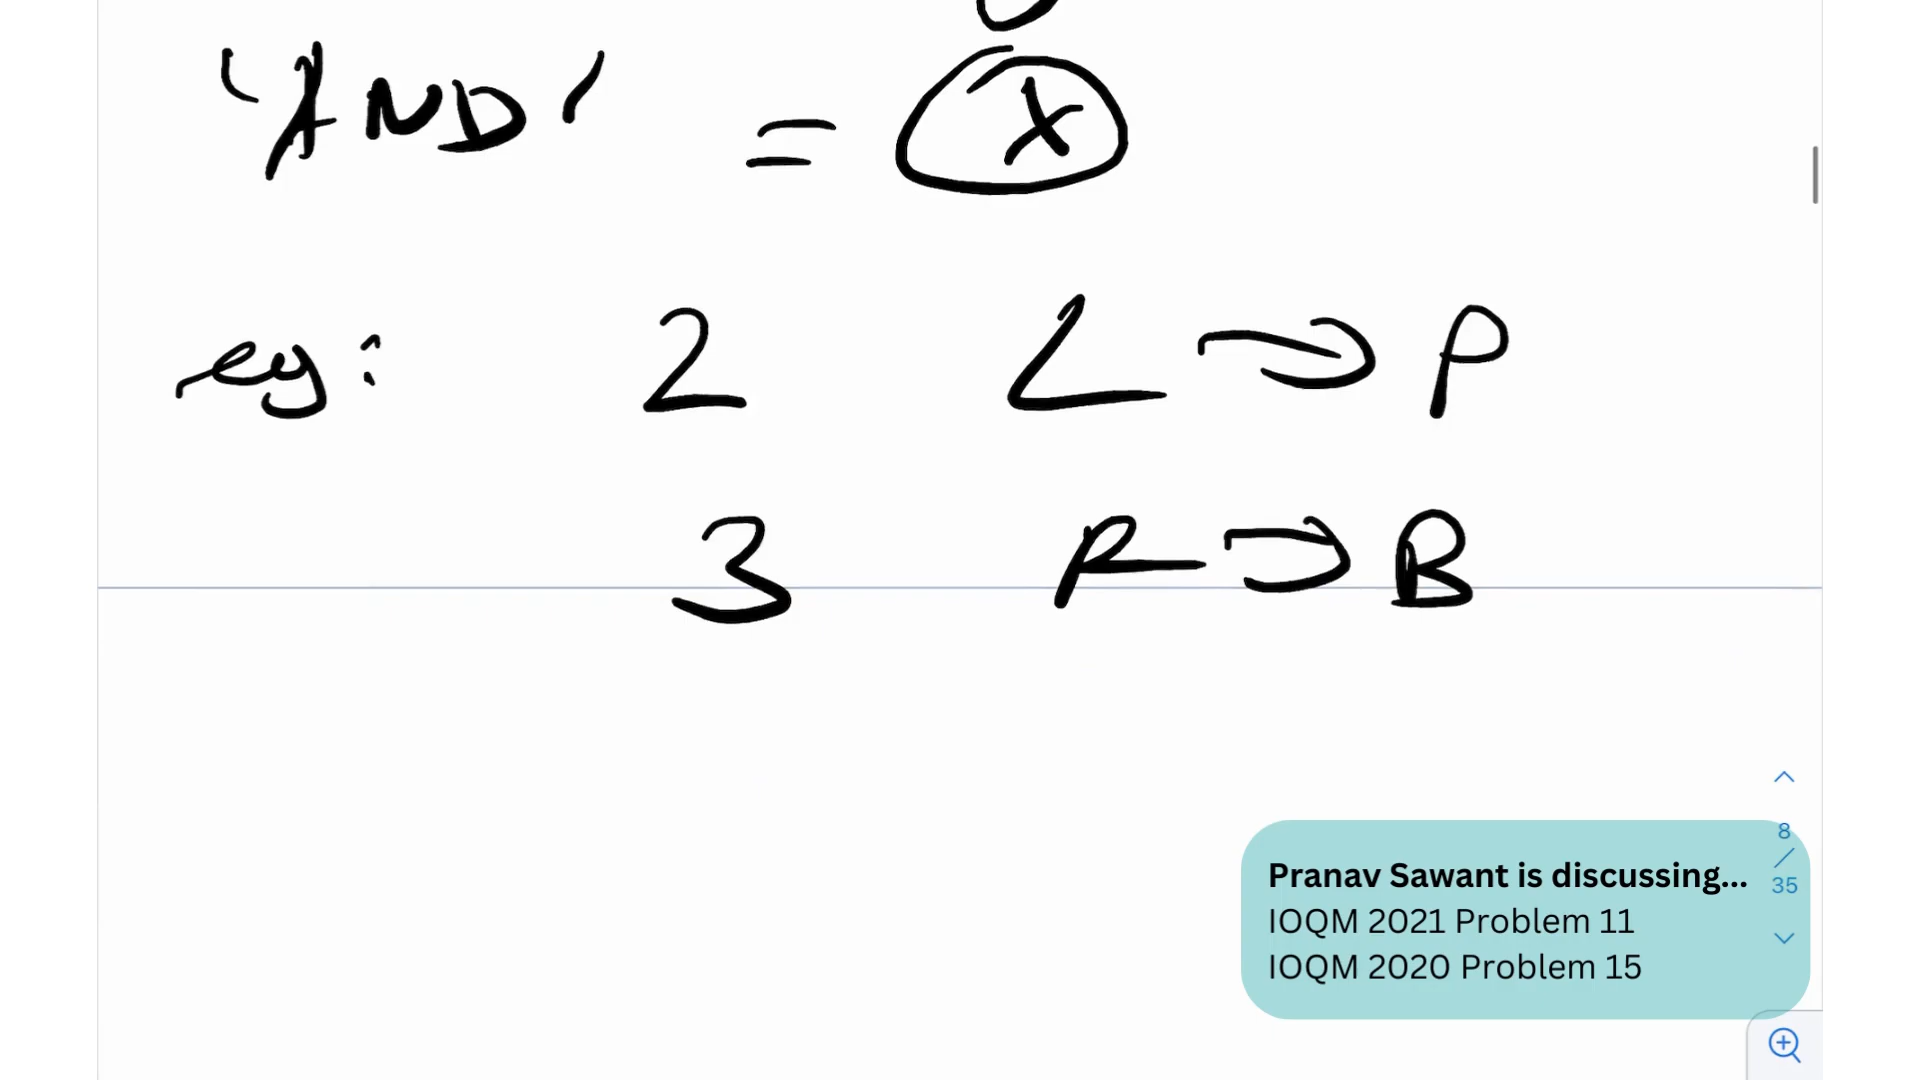 'AND' = X
eg: 2 L → P
3 R → B
8
/
35
Pranav Sawant is discussing...
IOQM 2021 Problem 11
IOQM 2020 Problem 15